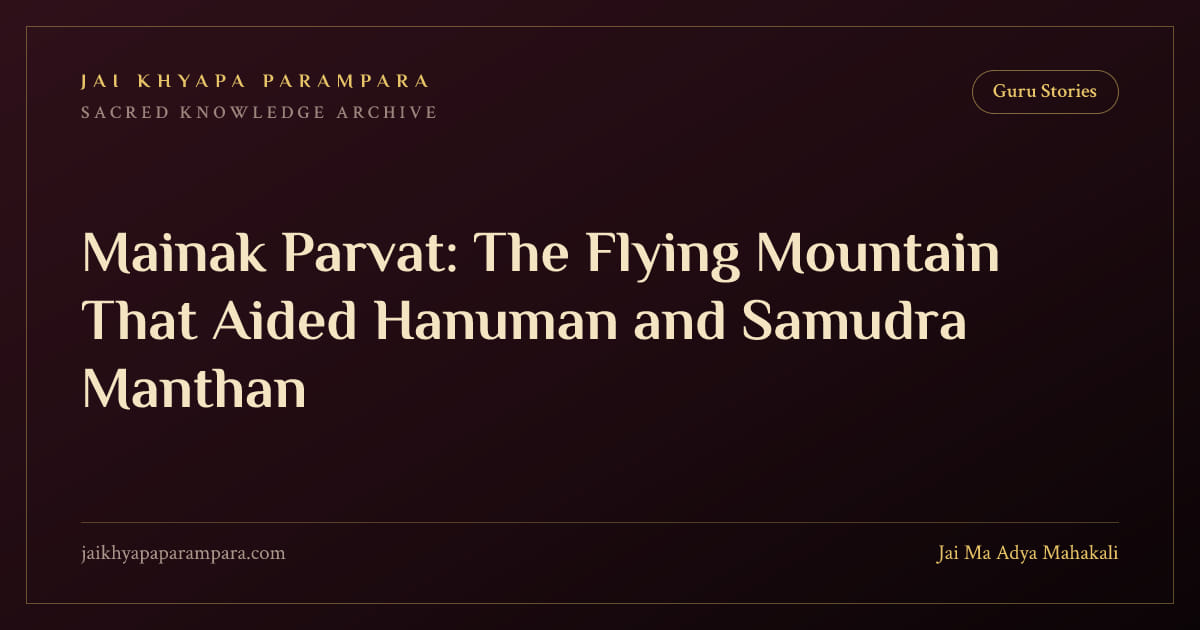 JAI KHYAPA PARAMPARA
SACRED KNOWLEDGE ARCHIVE
Guru Stories
Mainak Parvat: The Flying Mountain
That Aided Hanuman and Samudra
Manthan
jaikhyapaparampara.com
Jai Ma Adya Mahakali